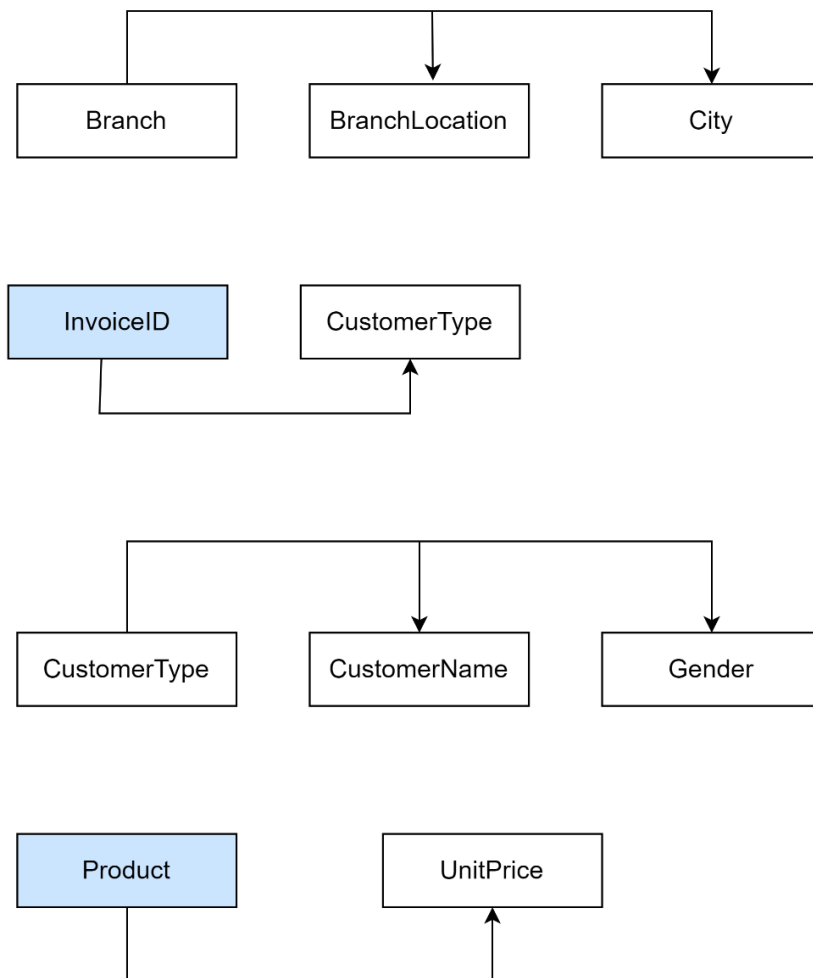 Branch
BranchLocation
City
InvoiceID
CustomerType
CustomerType
CustomerName
Gender
Product
UnitPrice